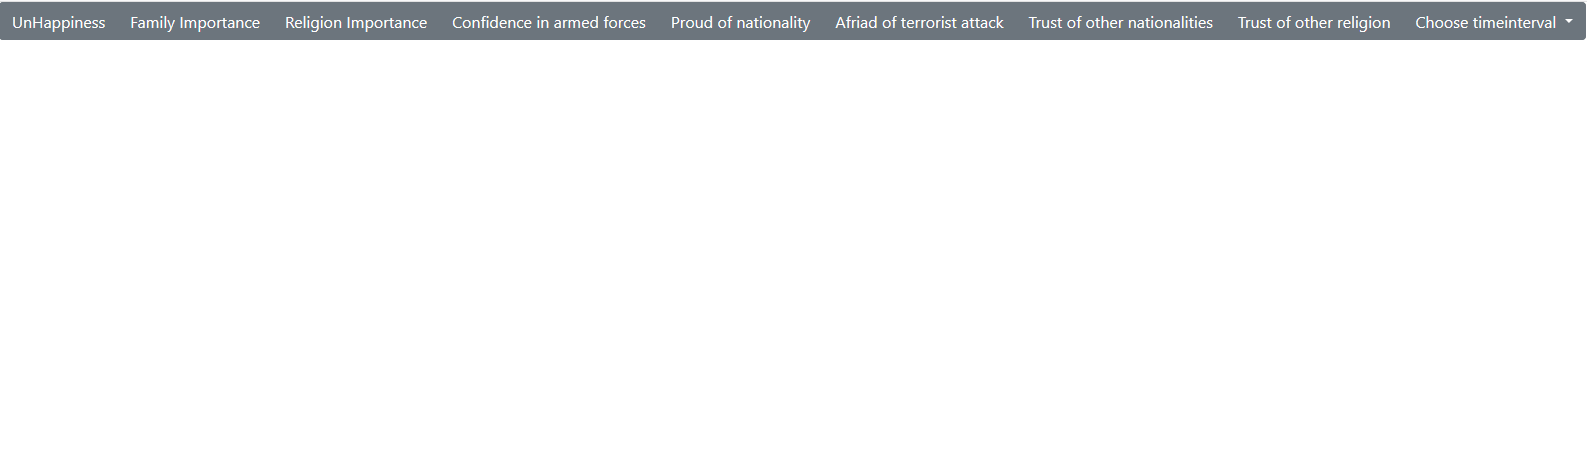 UnHappiness Family Importance Religion Importance Confidence in armed forces Proud of nationality Afriad of terrorist attack Trust of other nationalities Trust of other religion Choose timeinterval